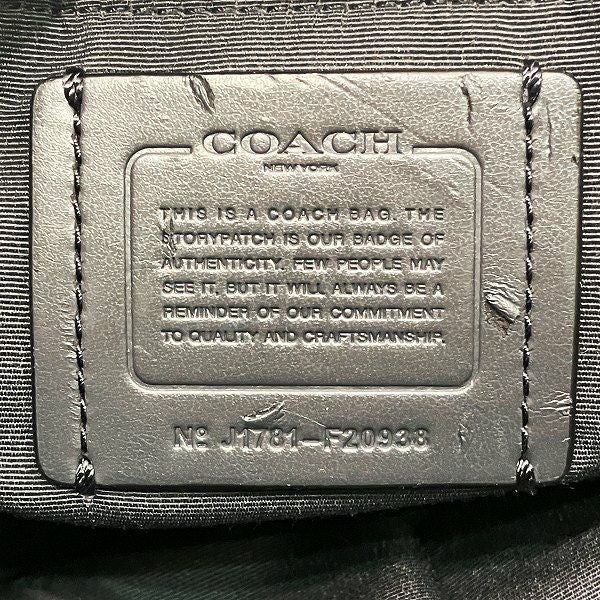 COACH
NEW YORK
THIS IS A COACH BAG. THE
STORYPATCH IS OUR BADGE OF
AUTHENTICITY. FEW PEOPLE MAY
SEE IT, BUT IT WILL ALWAYS BE A
REMINDER OF OUR COMMITMENT
TO QUALITY AND CRAFTSMANSHIP.
Nº J1781-F20938